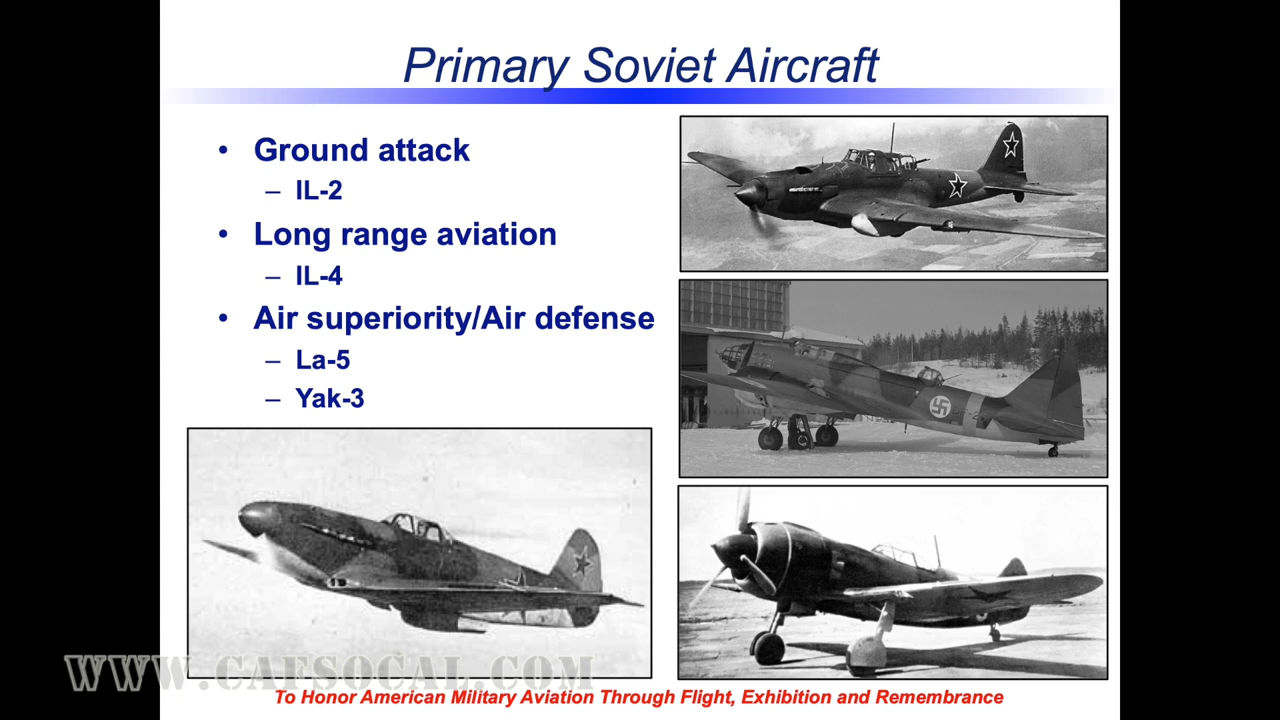 Primary Soviet Aircraft
• Ground attack
– IL-2
• Long range aviation
– IL-4
• Air superiority/Air defense
– La-5
– Yak-3
WWW.CAFSOCAL.COM
To Honor American Military Aviation Through Flight, Exhibition and Remembrance